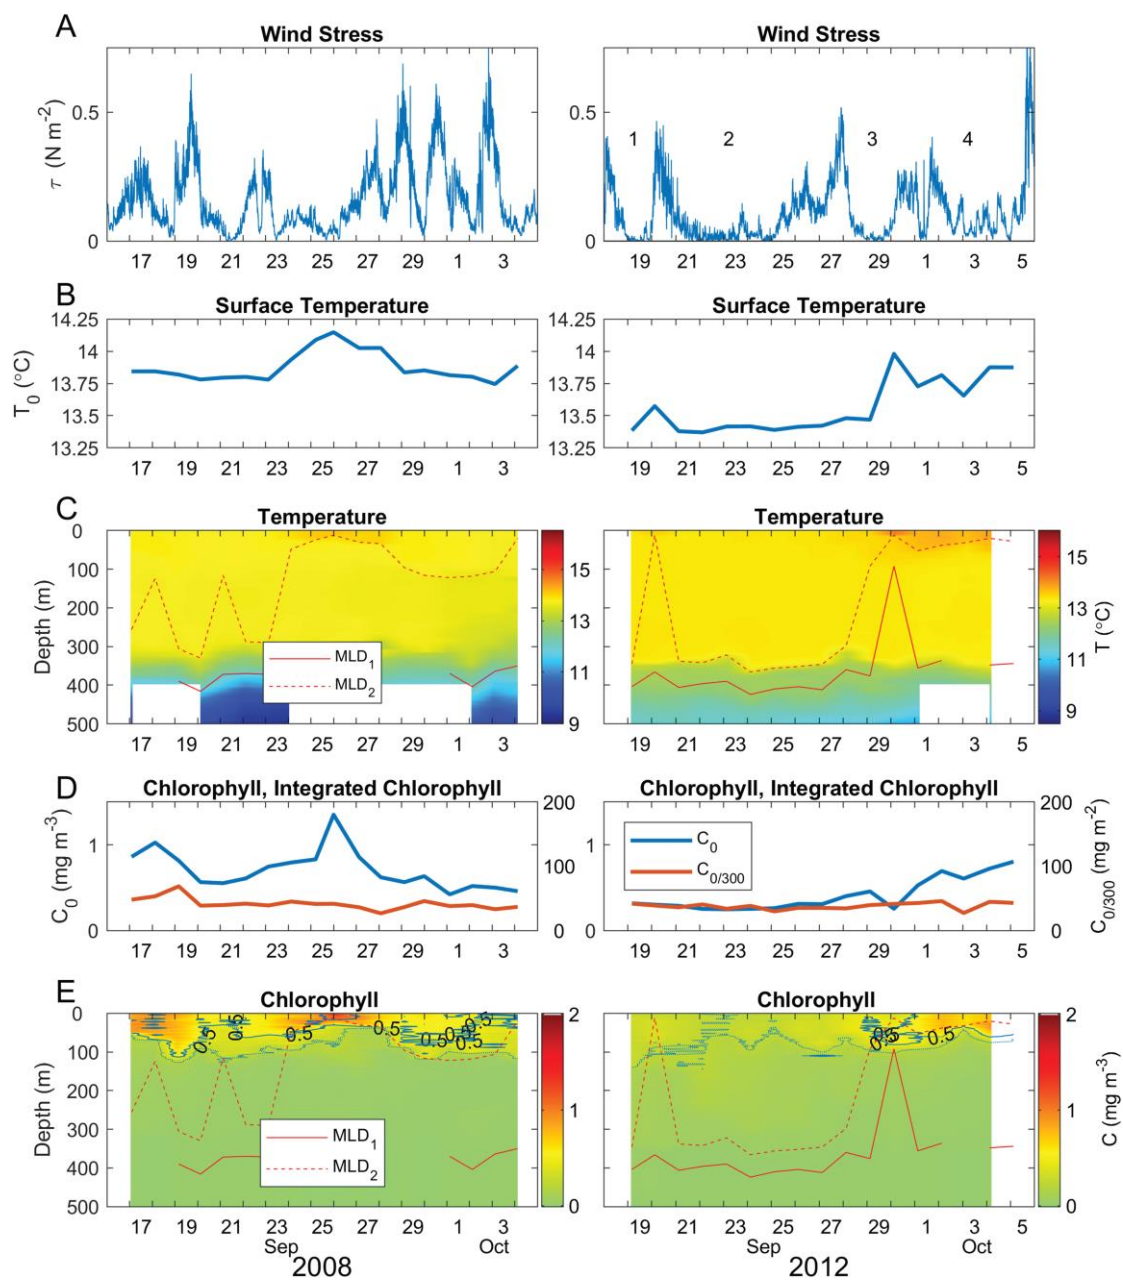 A
Wind Stress
Wind Stress
τ (N m-2)
0.5
0
17 19 21 23 25 27 29 1 3
0.5
0
1 2 3 4
19 21 23 25 27 29 1 3 5
B
Surface Temperature
Surface Temperature
T0 (°C)
14.25
14
13.75
13.5
13.25
17 19 21 23 25 27 29 1 3
14.25
14
13.75
13.5
13.25
19 21 23 25 27 29 1 3 5
C
Temperature
Temperature
Depth (m)
0
100
200
300
400
500
MLD1
MLD2
17 19 21 23 25 27 29 1 3
15
13
11
9
19 21 23 25 27 29 1 3 5
15
13
11
9
T (°C)
D
Chlorophyll, Integrated Chlorophyll
Chlorophyll, Integrated Chlorophyll
C0 (mg m-3)
1
0
200
100
0
17 19 21 23 25 27 29 1 3
1
0
C0
C0/300
200
100
0
C0/300 (mg m-2)
19 21 23 25 27 29 1 3 5
E
Chlorophyll
Chlorophyll
Depth (m)
0
100
200
300
400
500
0.5 0.5 0.5 0.5 0.5 0.5 0.5
MLD1
MLD2
17 19 21 23 25 27 29 1 3
Sep Oct
2008
2
1
0
0.5 0.5 0.5
19 21 23 25 27 29 1 3 5
Sep Oct
2012
2
1
0
C (mg m-3)